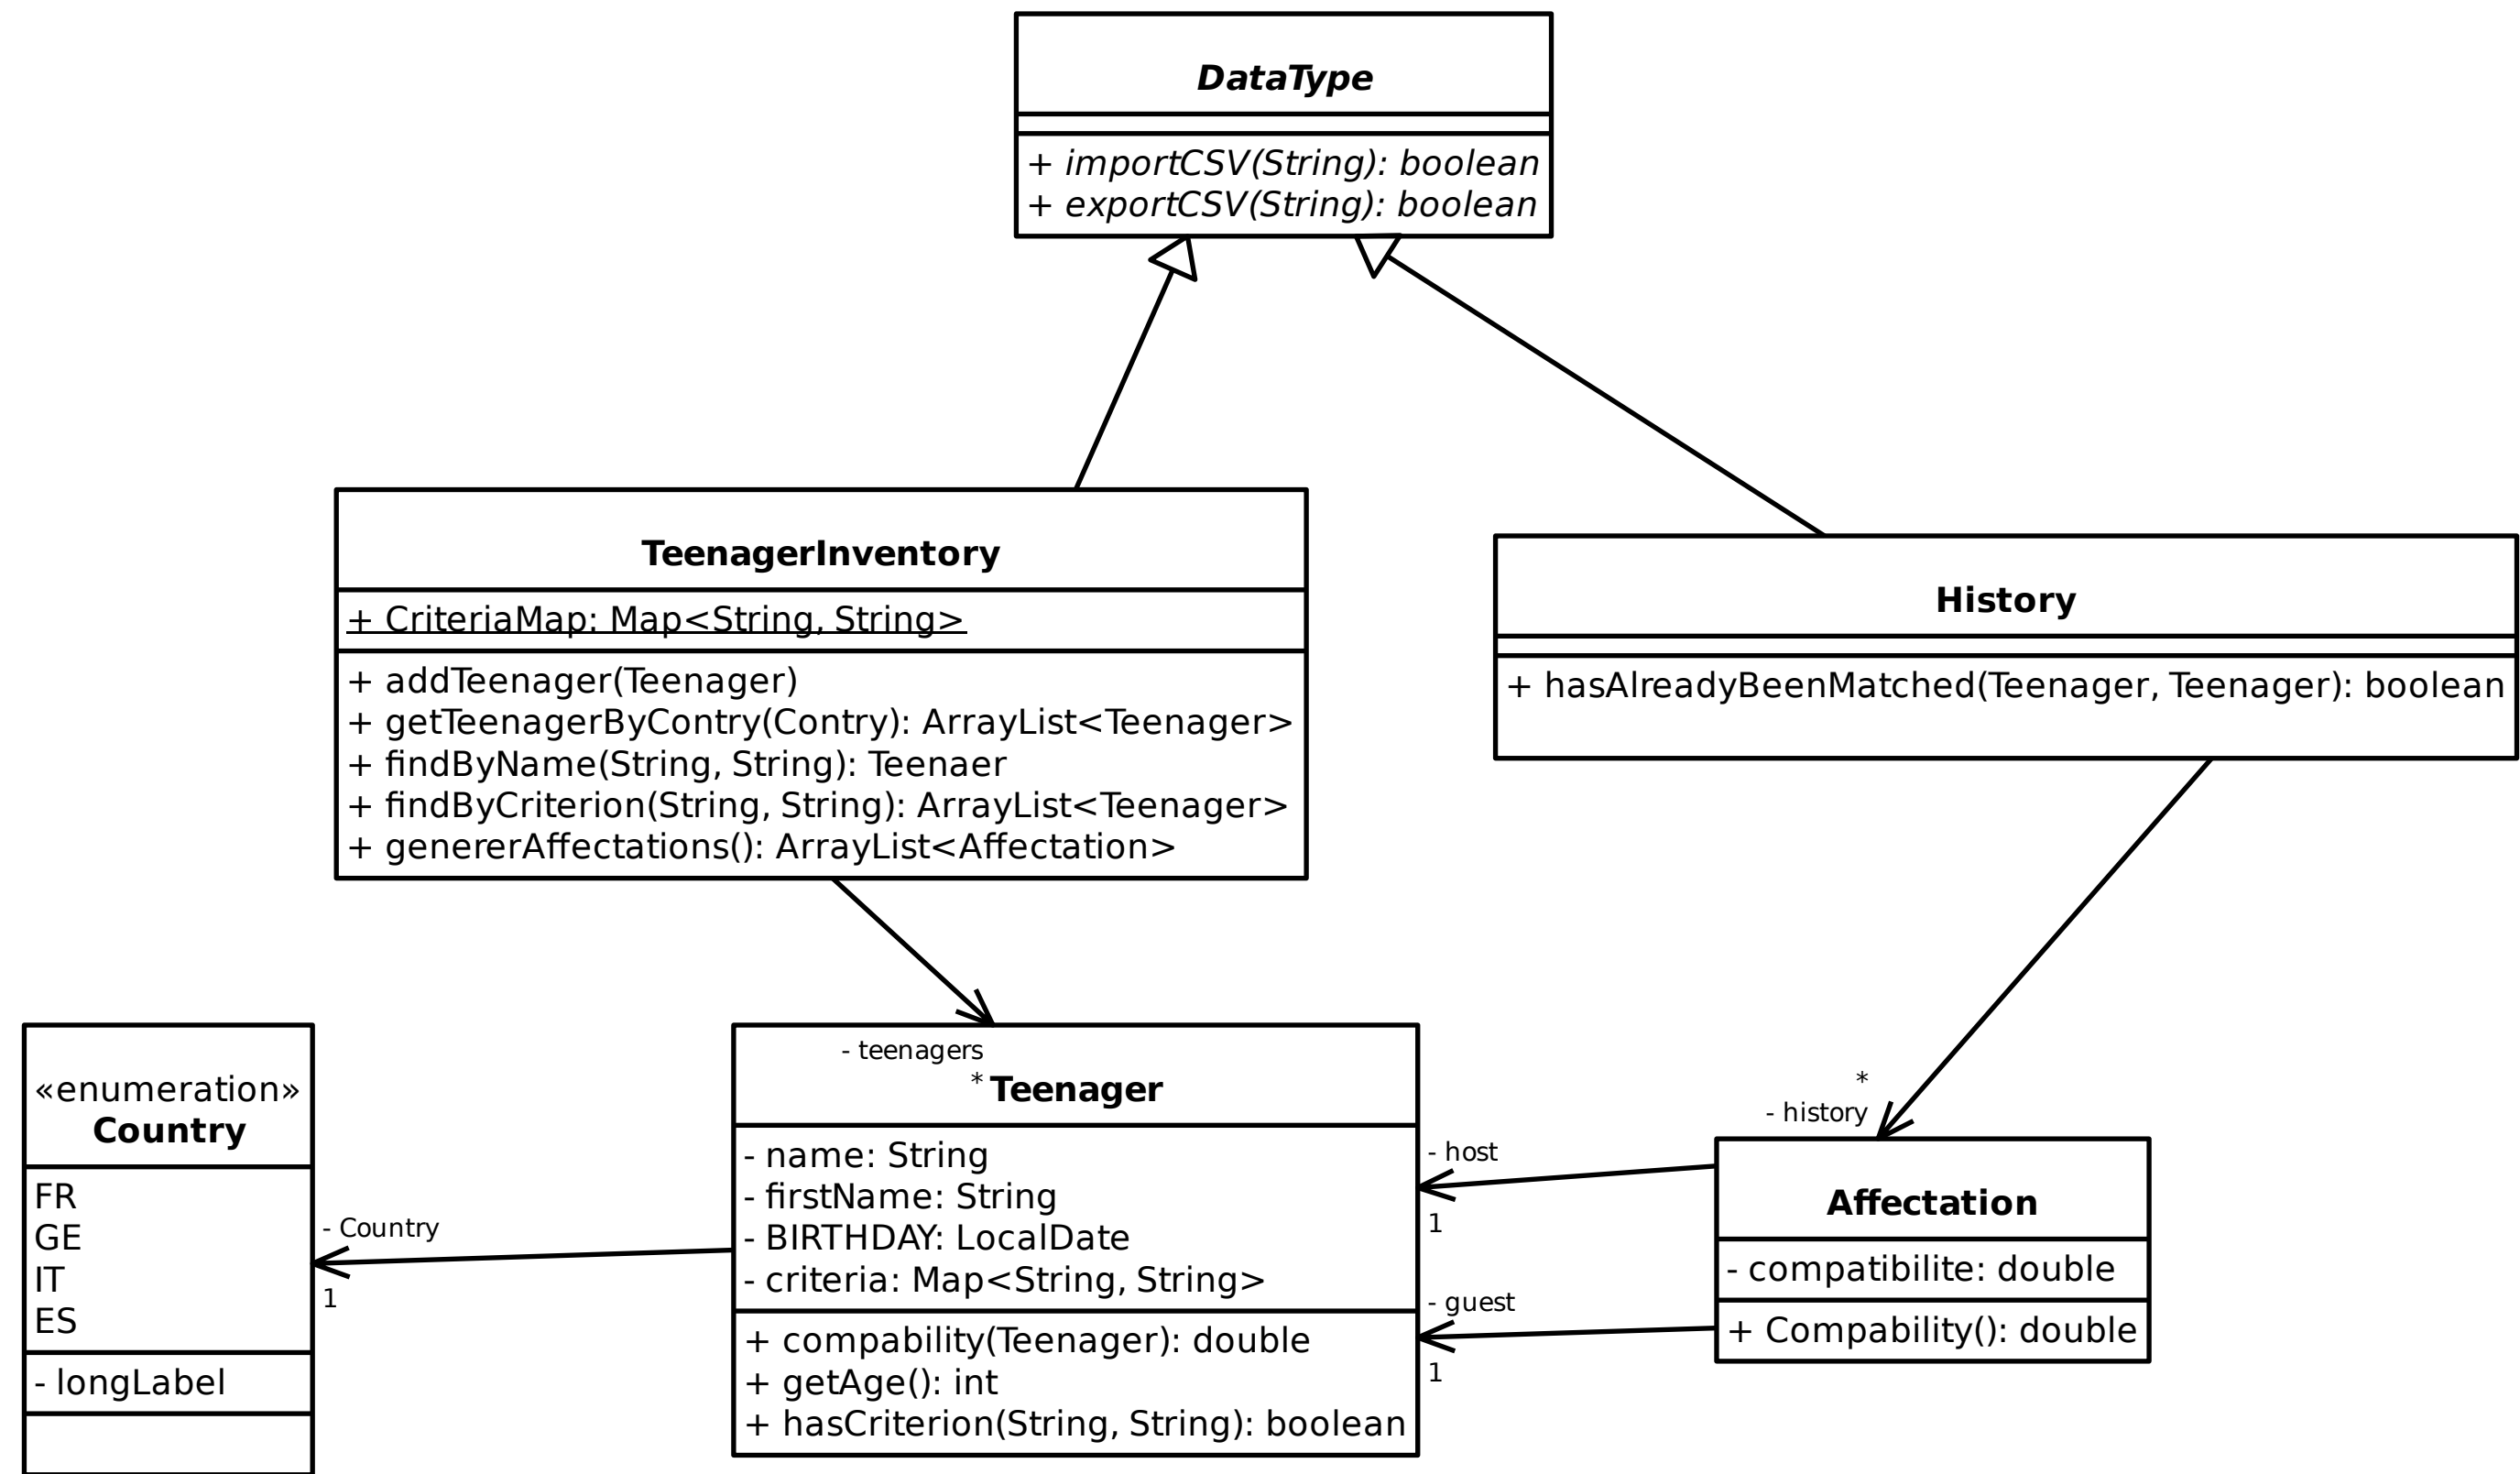 DataType
+ importCSV(String): boolean
+ exportCSV(String): boolean
TeenagerInventory
+ CriteriaMap: Map<String, String>
+ addTeenager(Teenager)
+ getTeenagerByContry(Contry): ArrayList<Teenager>
+ findByName(String, String): Teenaer
+ findByCriterion(String, String): ArrayList<Teenager>
+ genererAffectations(): ArrayList<Affectation>
History
+ hasAlreadyBeenMatched(Teenager, Teenager): boolean
«enumeration»
Country
FR
GE
IT
ES
- longLabel
- Country
1
- teenagers
* Teenager
- name: String
- firstName: String
- BIRTHDAY: LocalDate
- criteria: Map<String, String>
+ compability(Teenager): double
+ getAge(): int
+ hasCriterion(String, String): boolean
- host
1
- guest
1
*
- history
Affectation
- compatibilite: double
+ Compability(): double